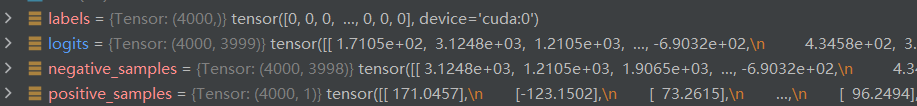 labels = {Tensor: (4000,)} tensor([0, 0, 0,  ..., 0, 0, 0], device='cuda:0')
logits = {Tensor: (4000, 3999)} tensor([[ 1.7105e+02,  3.1248e+03,  1.2105e+03,  ..., -6.9032e+02,\n         4.3458e+02,  3.
negative_samples = {Tensor: (4000, 3998)} tensor([[ 3.1248e+03,  1.2105e+03,  1.9065e+03,  ..., -6.9032e+02,\n         4.34
positive_samples = {Tensor: (4000, 1)} tensor([[ 171.0457],\n        [-123.1502],\n        [  73.2615],\n        ...,\n        [  96.2494],